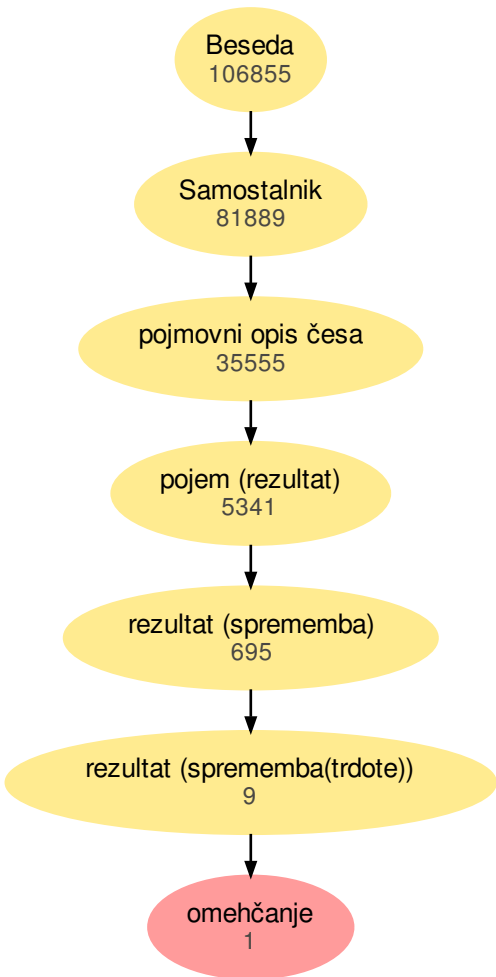 Beseda
106855
Samostalnik
81889
pojmovni opis česa
35555
pojem (rezultat)
5341
rezultat (sprememba)
695
rezultat (sprememba(trdote))
9
omehčanje
1